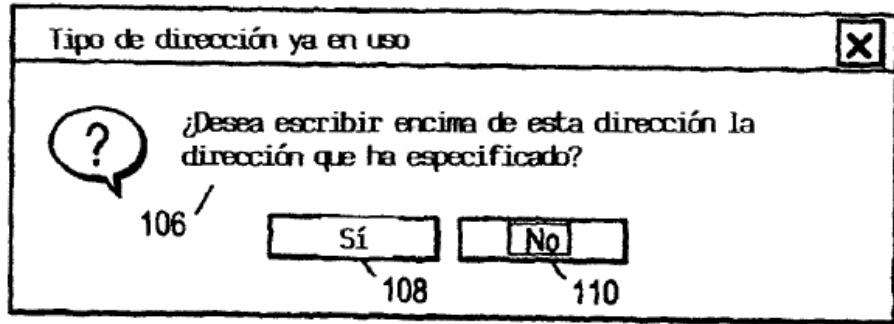 Tipo de dirección ya en uso
?
¿Desea escribir encima de esta dirección la
dirección que ha especificado?
106
Sí
No
108
110